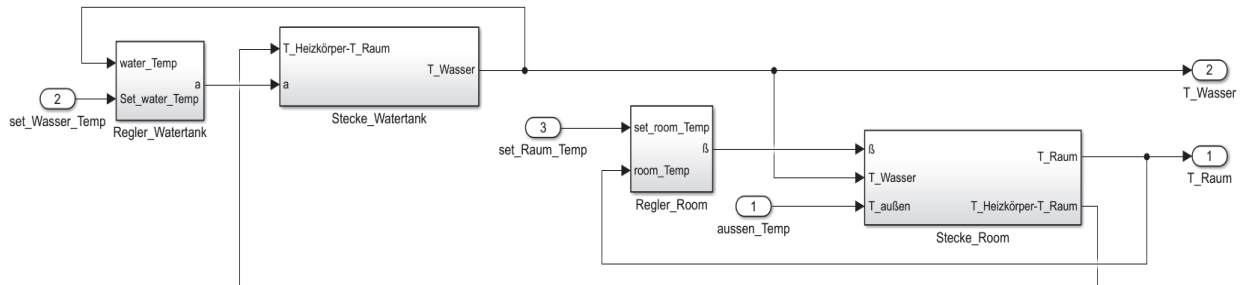 water_Temp
a
Set_water_Temp
Regler_Watertank
2
set_Wasser_Temp
T_Heizkörper-T_Raum
T_Wasser
a
Stecke_Watertank
2
T_Wasser
3
set_Raum_Temp
set_room_Temp
ß
room_Temp
Regler_Room
1
aussen_Temp
ß
T_Raum
T_Wasser
T_außen
T_Heizkörper-T_Raum
Stecke_Room
1
T_Raum